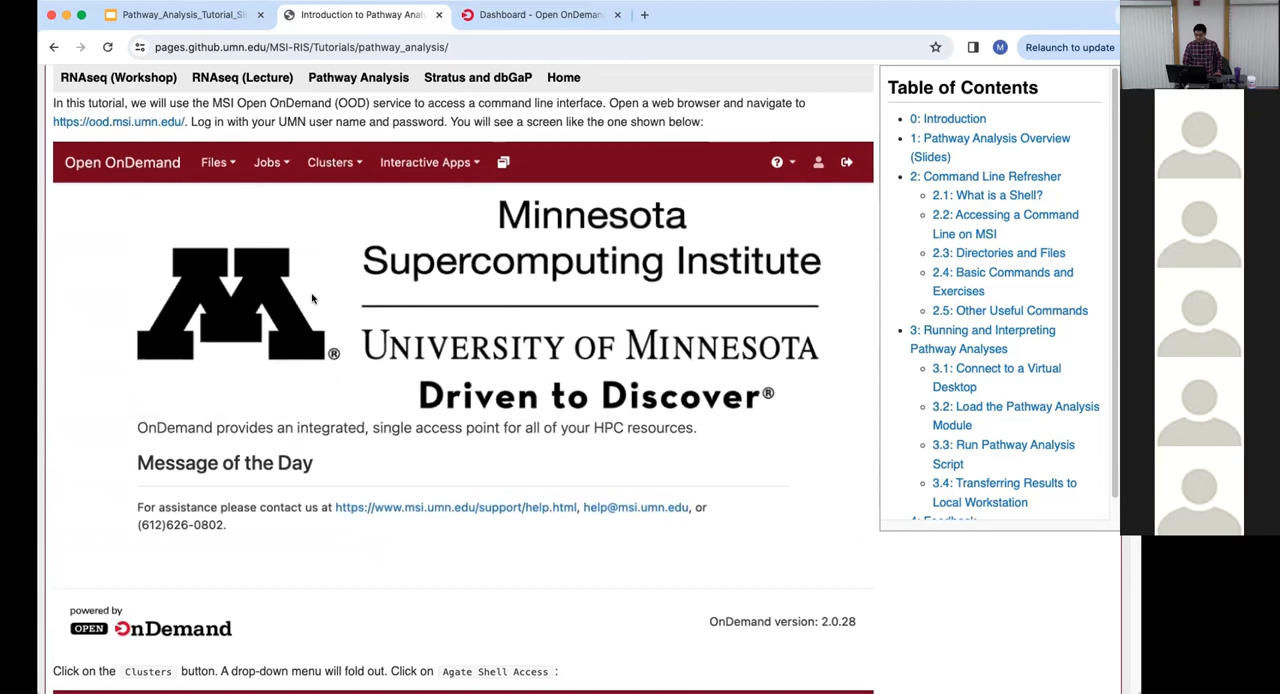 Pathway_Analysis_Tutorial_Sli
Introduction to Pathway Anal
Dashboard - Open OnDemand
pages.github.umn.edu/MSI-RIS/Tutorials/pathway_analysis/
M
Relaunch to update
RNAseq (Workshop) RNAseq (Lecture) Pathway Analysis Stratus and dbGaP Home
In this tutorial, we will use the MSI Open OnDemand (OOD) service to access a command line interface. Open a web browser and navigate to
https://ood.msi.umn.edu/. Log in with your UMN user name and password. You will see a screen like the one shown below:
Open OnDemand Files Jobs Clusters Interactive Apps
Minnesota
Supercomputing Institute
M®
UNIVERSITY OF MINNESOTA
Driven to Discover®
OnDemand provides an integrated, single access point for all of your HPC resources.
Message of the Day
For assistance please contact us at https://www.msi.umn.edu/support/help.html, help@msi.umn.edu, or
(612)626-0802.
powered by
OPEN OnDemand
OnDemand version: 2.0.28
Click on the Clusters button. A drop-down menu will fold out. Click on Agate Shell Access :
Table of Contents
0: Introduction
1: Pathway Analysis Overview
(Slides)
2: Command Line Refresher
2.1: What is a Shell?
2.2: Accessing a Command
Line on MSI
2.3: Directories and Files
2.4: Basic Commands and
Exercises
2.5: Other Useful Commands
3: Running and Interpreting
Pathway Analyses
3.1: Connect to a Virtual
Desktop
3.2: Load the Pathway Analysis
Module
3.3: Run Pathway Analysis
Script
3.4: Transferring Results to
Local Workstation
4: Feedback